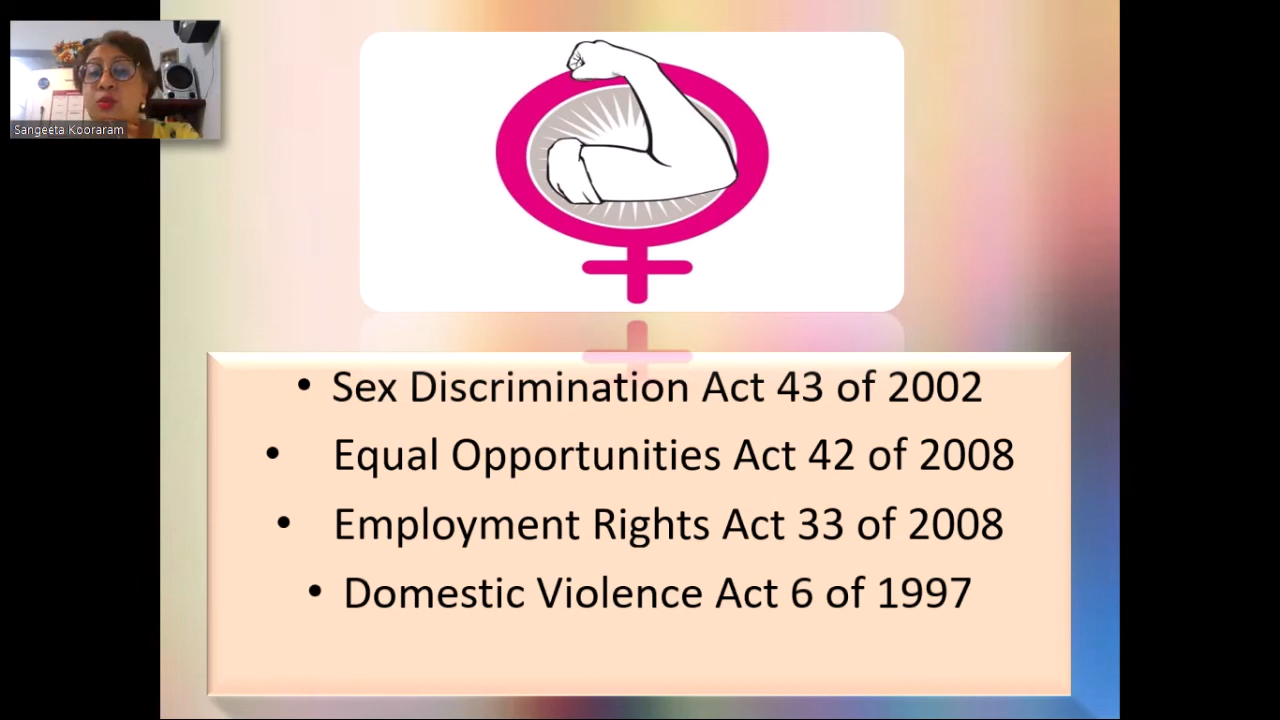 Sangeeta Kooraram
• Sex Discrimination Act 43 of 2002
• Equal Opportunities Act 42 of 2008
• Employment Rights Act 33 of 2008
• Domestic Violence Act 6 of 1997